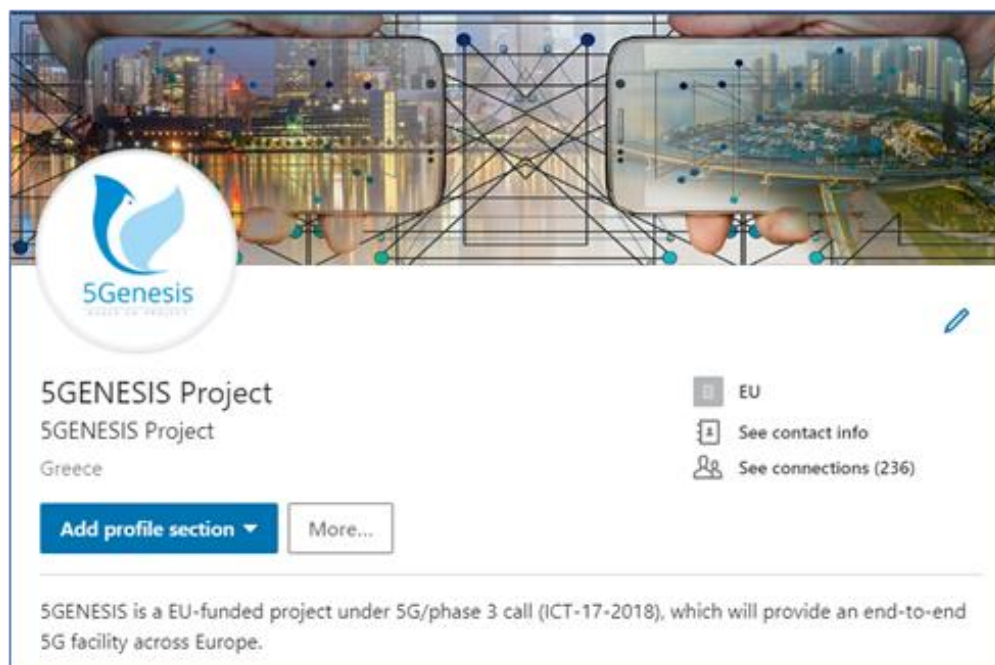 5Genesis
5GENESIS Project
5GENESIS Project
Greece
EU
See contact info
See connections (236)
Add profile section
More...
5GENESIS is a EU-funded project under 5G/phase 3 call (ICT-17-2018), which will provide an end-to-end
5G facility across Europe.